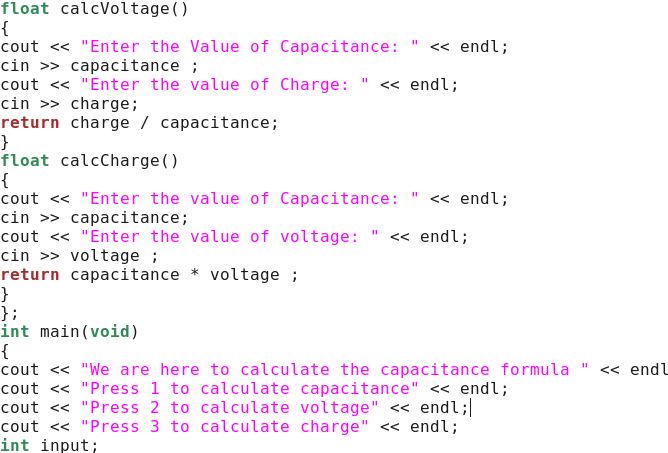 float calcVoltage()
{
cout << "Enter the Value of Capacitance: " << endl;
cin >> capacitance ;
cout << "Enter the value of Charge: " << endl;
cin >> charge;
return charge / capacitance;
}
float calcCharge()
{
cout << "Enter the value of Capacitance: " << endl;
cin >> capacitance;
cout << "Enter the value of voltage: " << endl;
cin >> voltage ;
return capacitance * voltage ;
}
};
int main(void)
{
cout << "We are here to calculate the capacitance formula " << endl
cout << "Press 1 to calculate capacitance" << endl;
cout << "Press 2 to calculate voltage" << endl;
cout << "Press 3 to calculate charge" << endl;
int input;